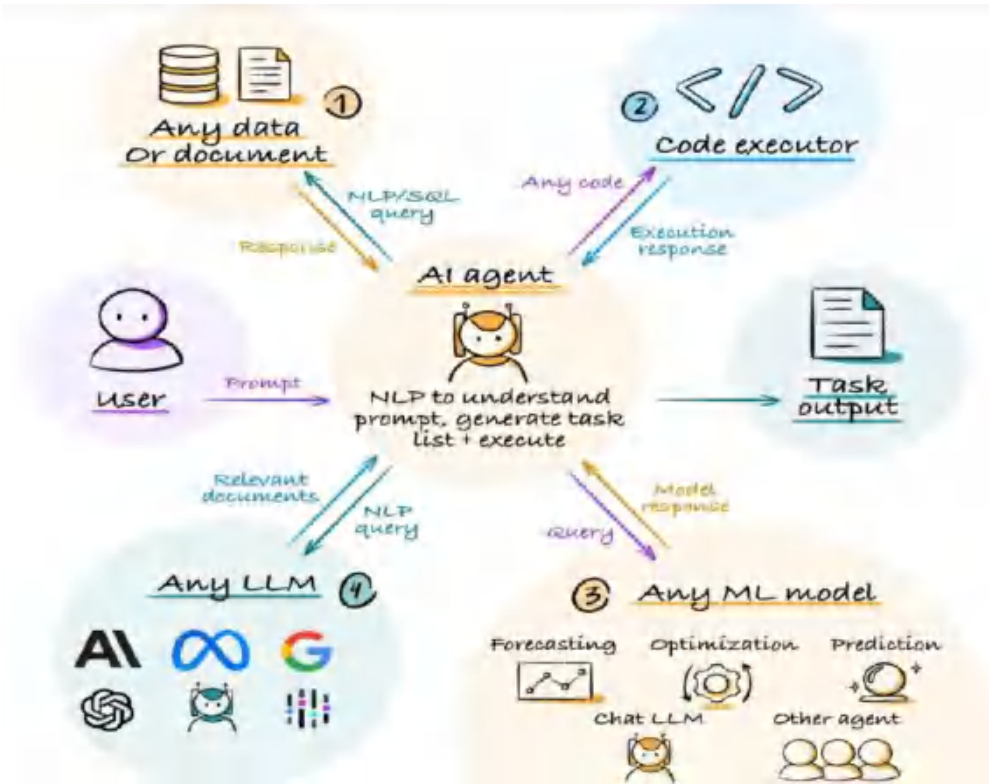 1
Any data
Or document
2
Code executor
NLP/SQL
query
Response
Any code
Execution
response
AI agent
User
Prompt
NLP to understand
prompt, generate task
list + execute
Task
output
Relevant
documents
NLP
query
Model
response
Query
Any LLM
4
3
Any ML model
Forecasting
Optimization
Prediction
Chat LLM
Other agent